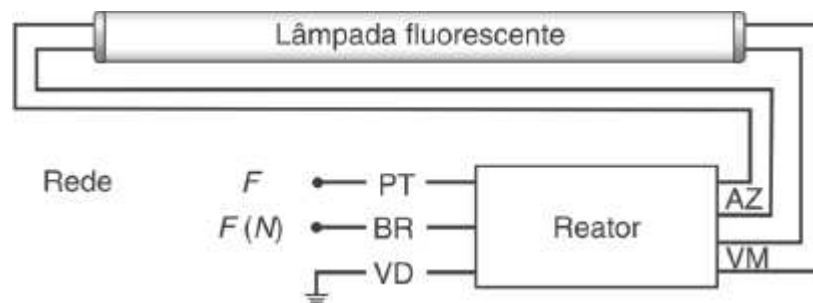 Lâmpada fluorescente
Rede F PT AZ
F (N) BR Reator
VD VM